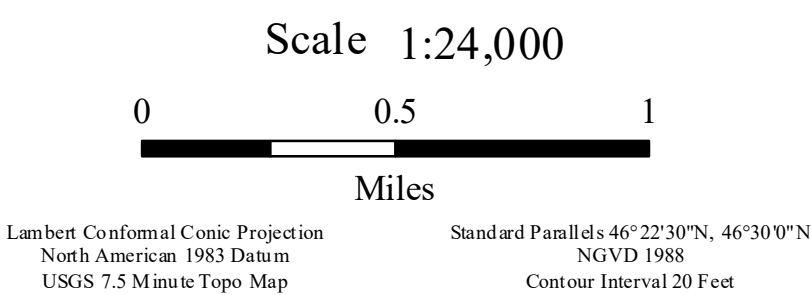 Scale 1:24,000
0 0.5 1
Miles
Lambert Conformal Conic Projection
North American 1983 Datum
USGS 7.5 Minute Topo Map
Standard Parallels 46°22'30"N, 46°30'0"N
NGVD 1988
Contour Interval 20 Feet